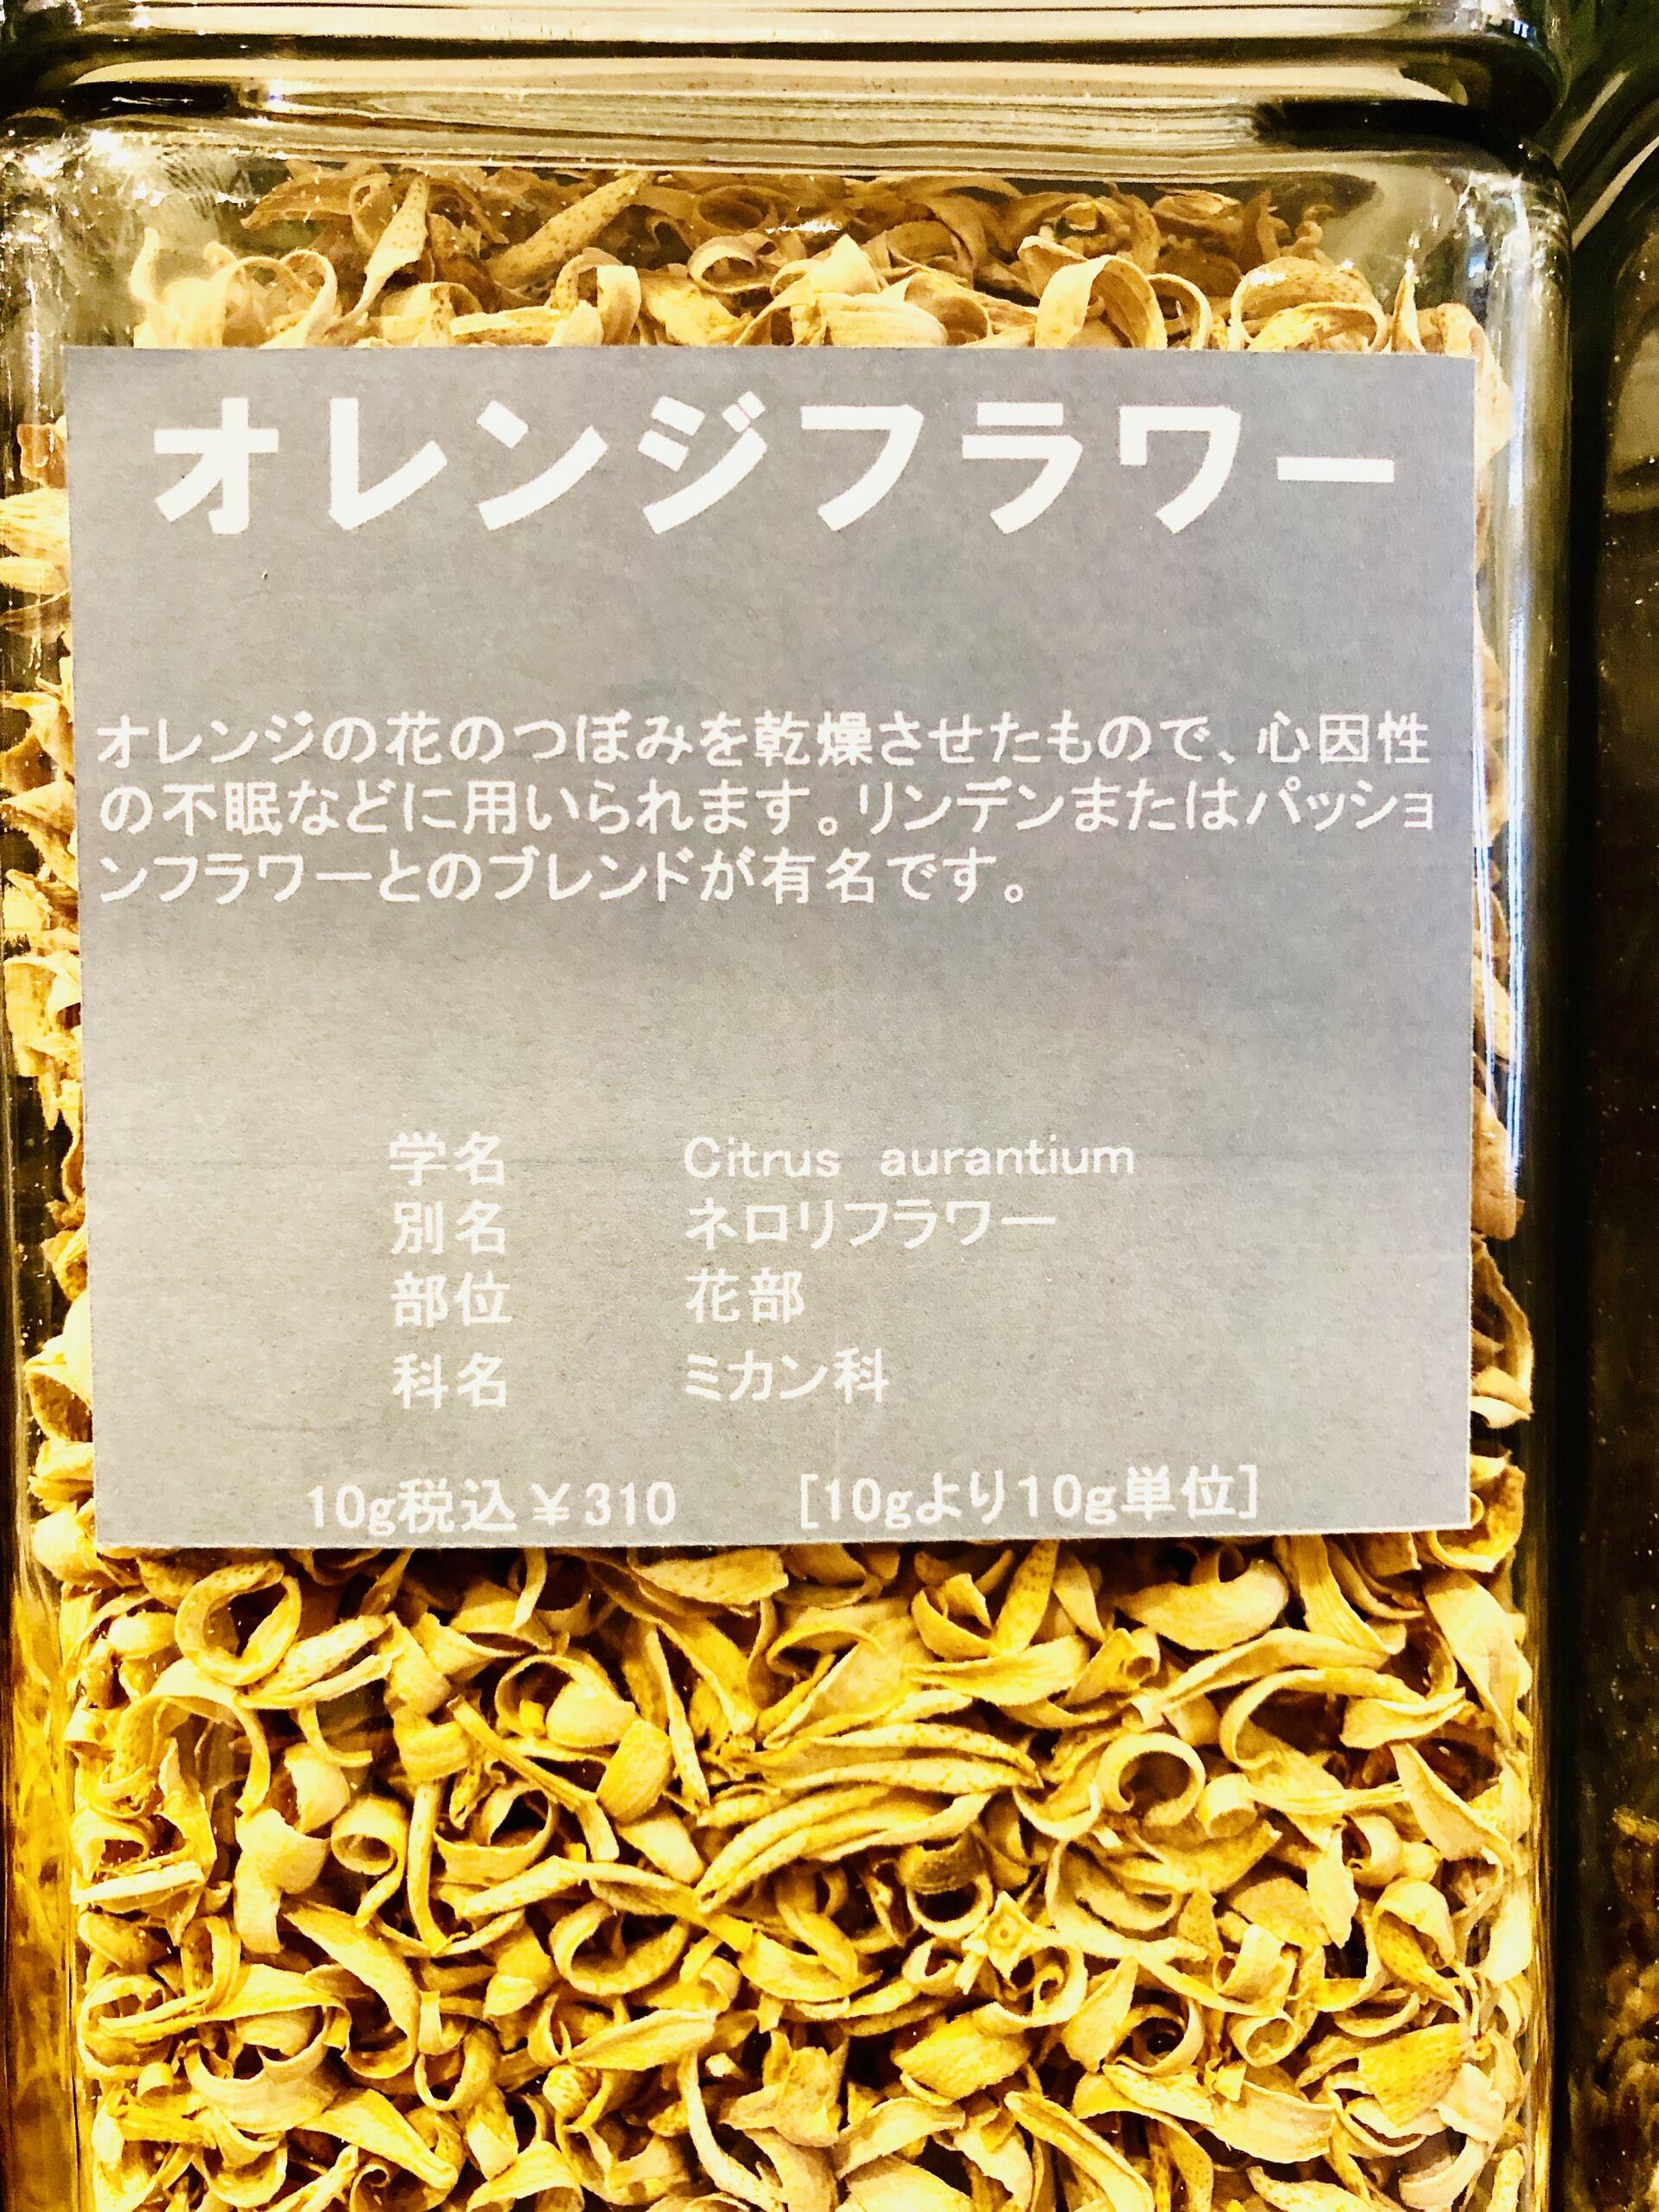 オレンジフラワー
オレンジの花のつぼみを乾燥させたもので、心因性
の不眠などに用いられます。リンデンまたはパッショ
ンフラワーとのブレンドが有名です。
学名 Citrus aurantium
別名 ネロリフラワー
部位 花部
科名 ミカン科
10g税込￥310 [10gより10g単位]